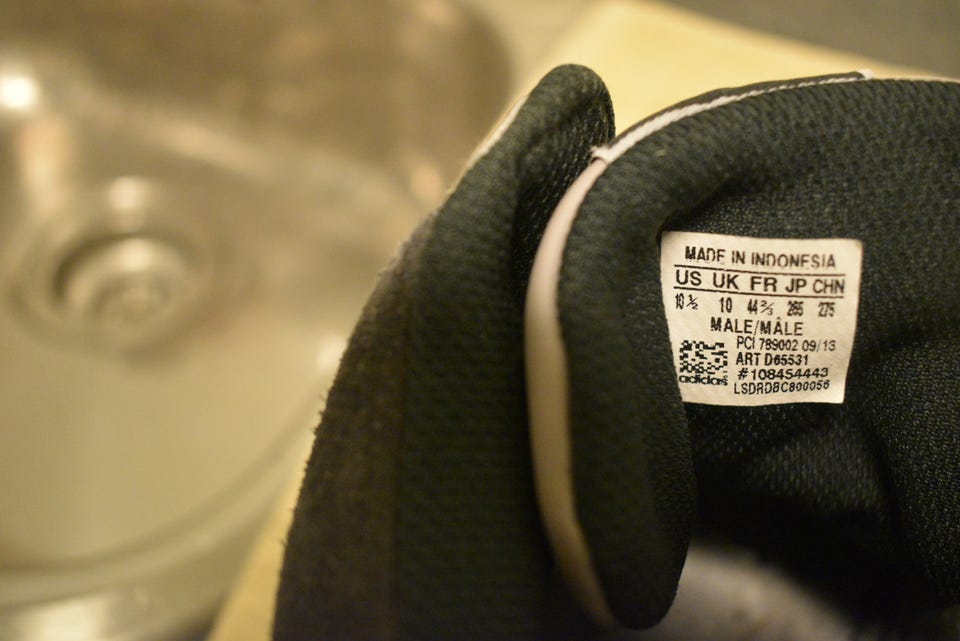 MADE IN INDONESIA
US UK FR JP CHN
10½ 10 44⅔ 285 275
MALE/MÂLE
PCI 789002 09/13
ART D65531
#108454443
adidas
LSDRDBC800056